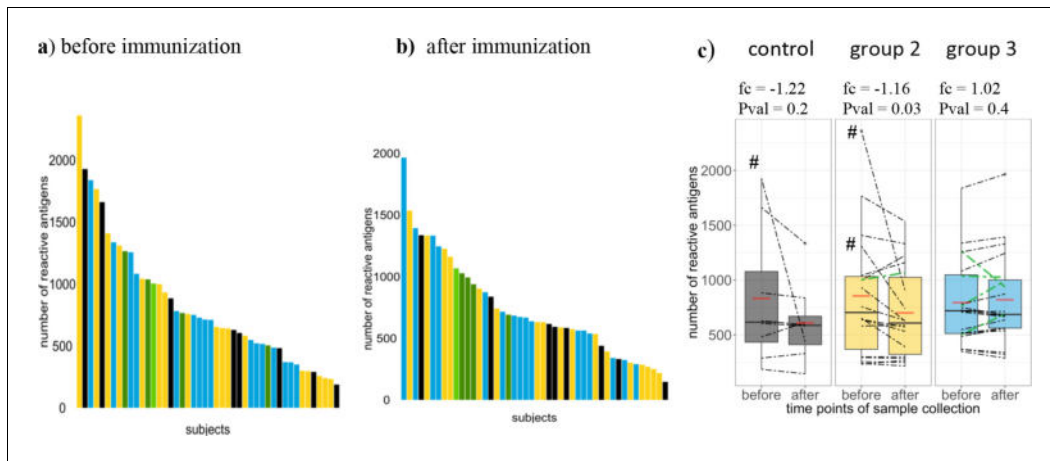 a) before immunization
number of reactive antigens
2000
1500
1000
500
0
subjects
b) after immunization
number of reactive antigens
2000
1500
1000
500
0
subjects
c)
control group 2 group 3
fc = -1.22 fc = -1.16 fc = 1.02
Pval = 0.2 Pval = 0.03 Pval = 0.4
number of reactive antigens
2000
1500
1000
500
#
#
#
before after before after before after
time points of sample collection